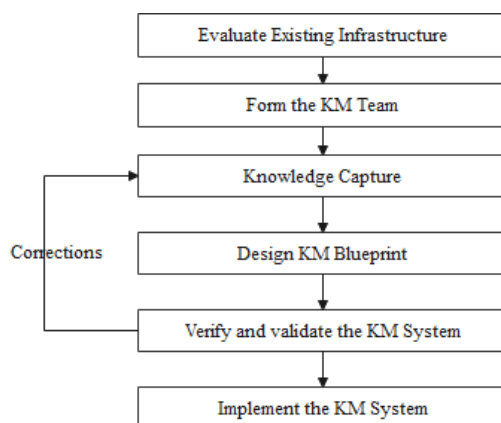 Evaluate Existing Infrastructure
Form the KM Team
Knowledge Capture
Corrections
Design KM Blueprint
Verify and validate the KM System
Implement the KM System